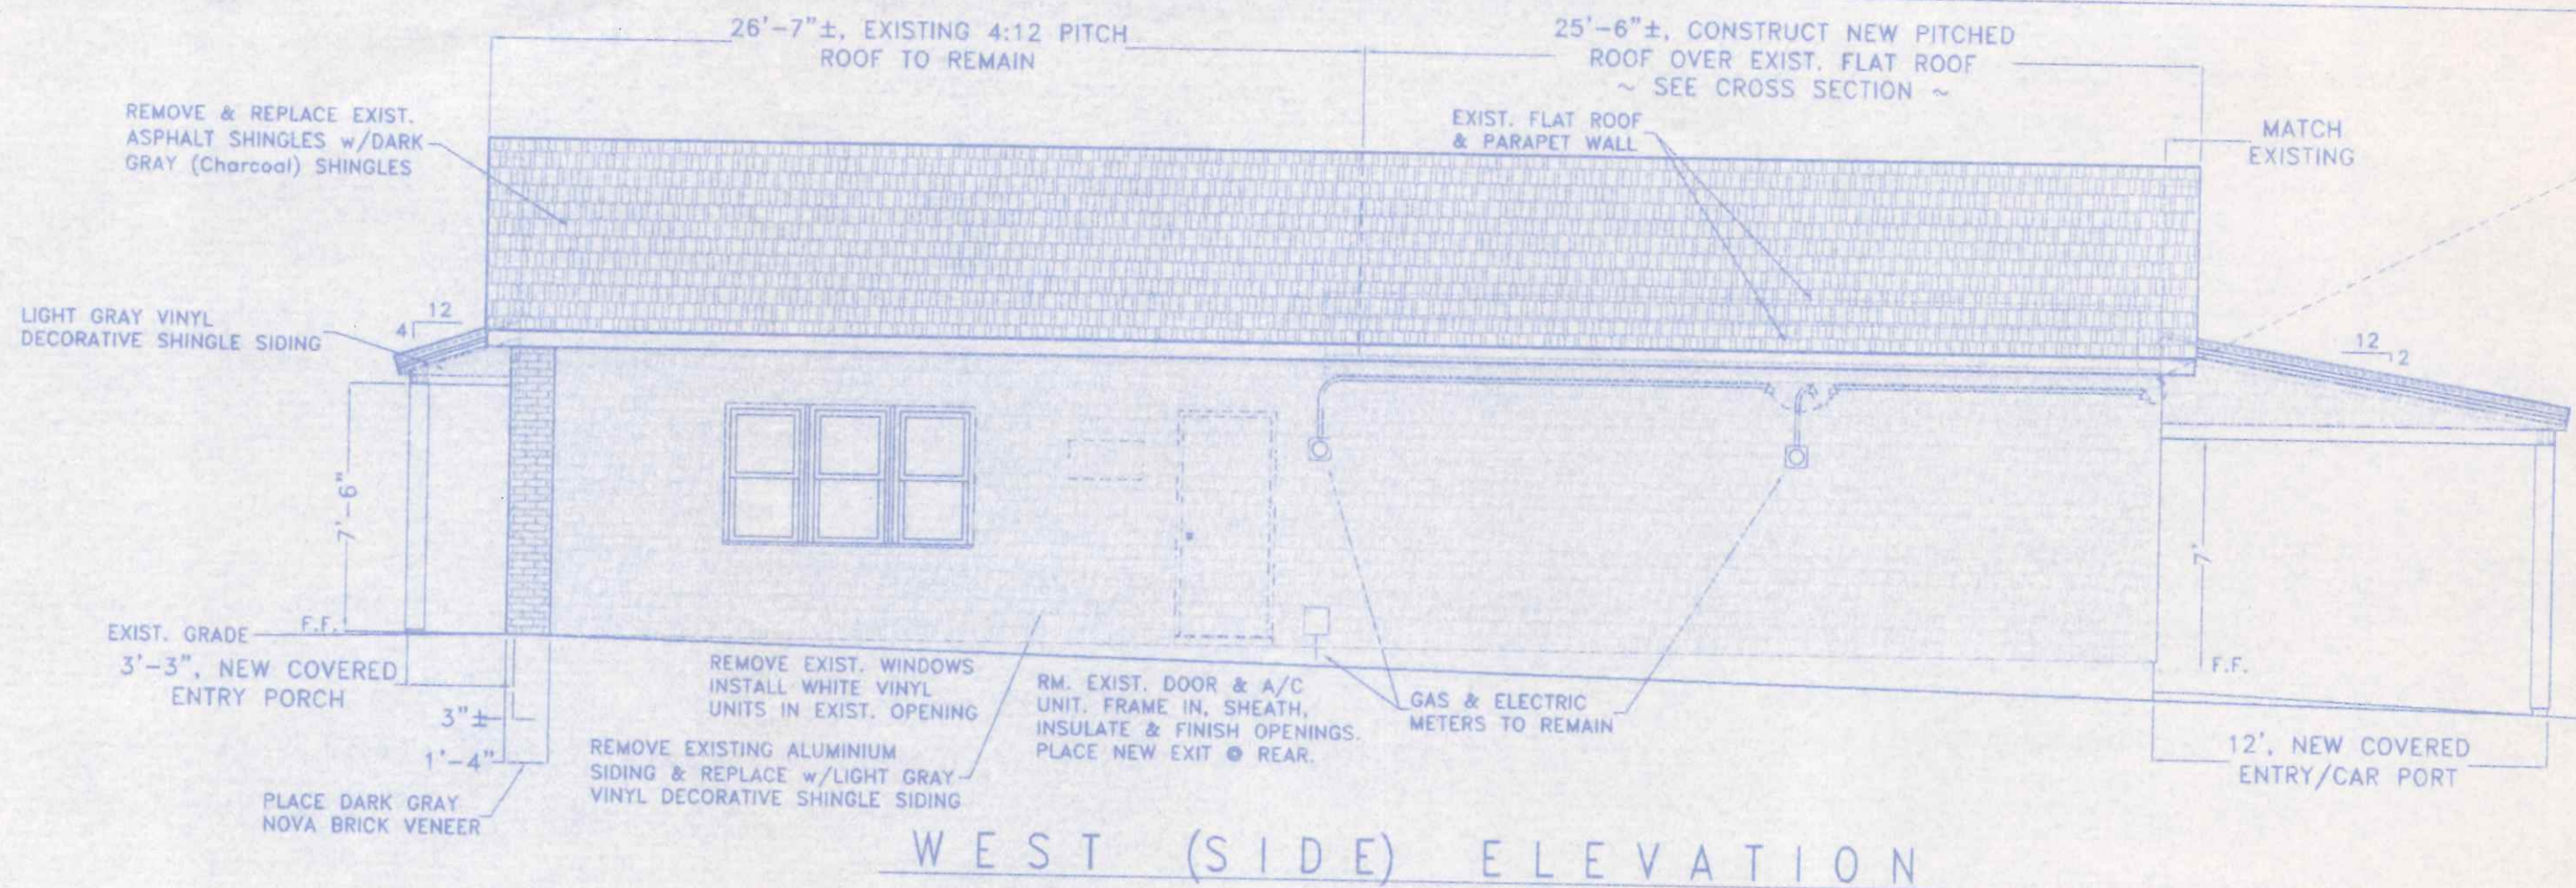 26'-7"±, EXISTING 4:12 PITCH
ROOF TO REMAIN
25'-6"±, CONSTRUCT NEW PITCHED
ROOF OVER EXIST. FLAT ROOF
~ SEE CROSS SECTION ~
REMOVE & REPLACE EXIST.
ASPHALT SHINGLES w/DARK
GRAY (Charcoal) SHINGLES
EXIST. FLAT ROOF
& PARAPET WALL
MATCH
EXISTING
LIGHT GRAY VINYL
DECORATIVE SHINGLE SIDING
12
4
12
2
7'-6"
7'
EXIST. GRADE
F.F.
F.F.
3'-3", NEW COVERED
ENTRY PORCH
3"±
1'-4"
PLACE DARK GRAY
NOVA BRICK VENEER
REMOVE EXIST. WINDOWS
INSTALL WHITE VINYL
UNITS IN EXIST. OPENING
REMOVE EXISTING ALUMINIUM
SIDING & REPLACE w/LIGHT GRAY
VINYL DECORATIVE SHINGLE SIDING
RM. EXIST. DOOR & A/C
UNIT. FRAME IN, SHEATH,
INSULATE & FINISH OPENINGS.
PLACE NEW EXIT @ REAR.
GAS & ELECTRIC
METERS TO REMAIN
12', NEW COVERED
ENTRY/CAR PORT
WEST (SIDE) ELEVATION